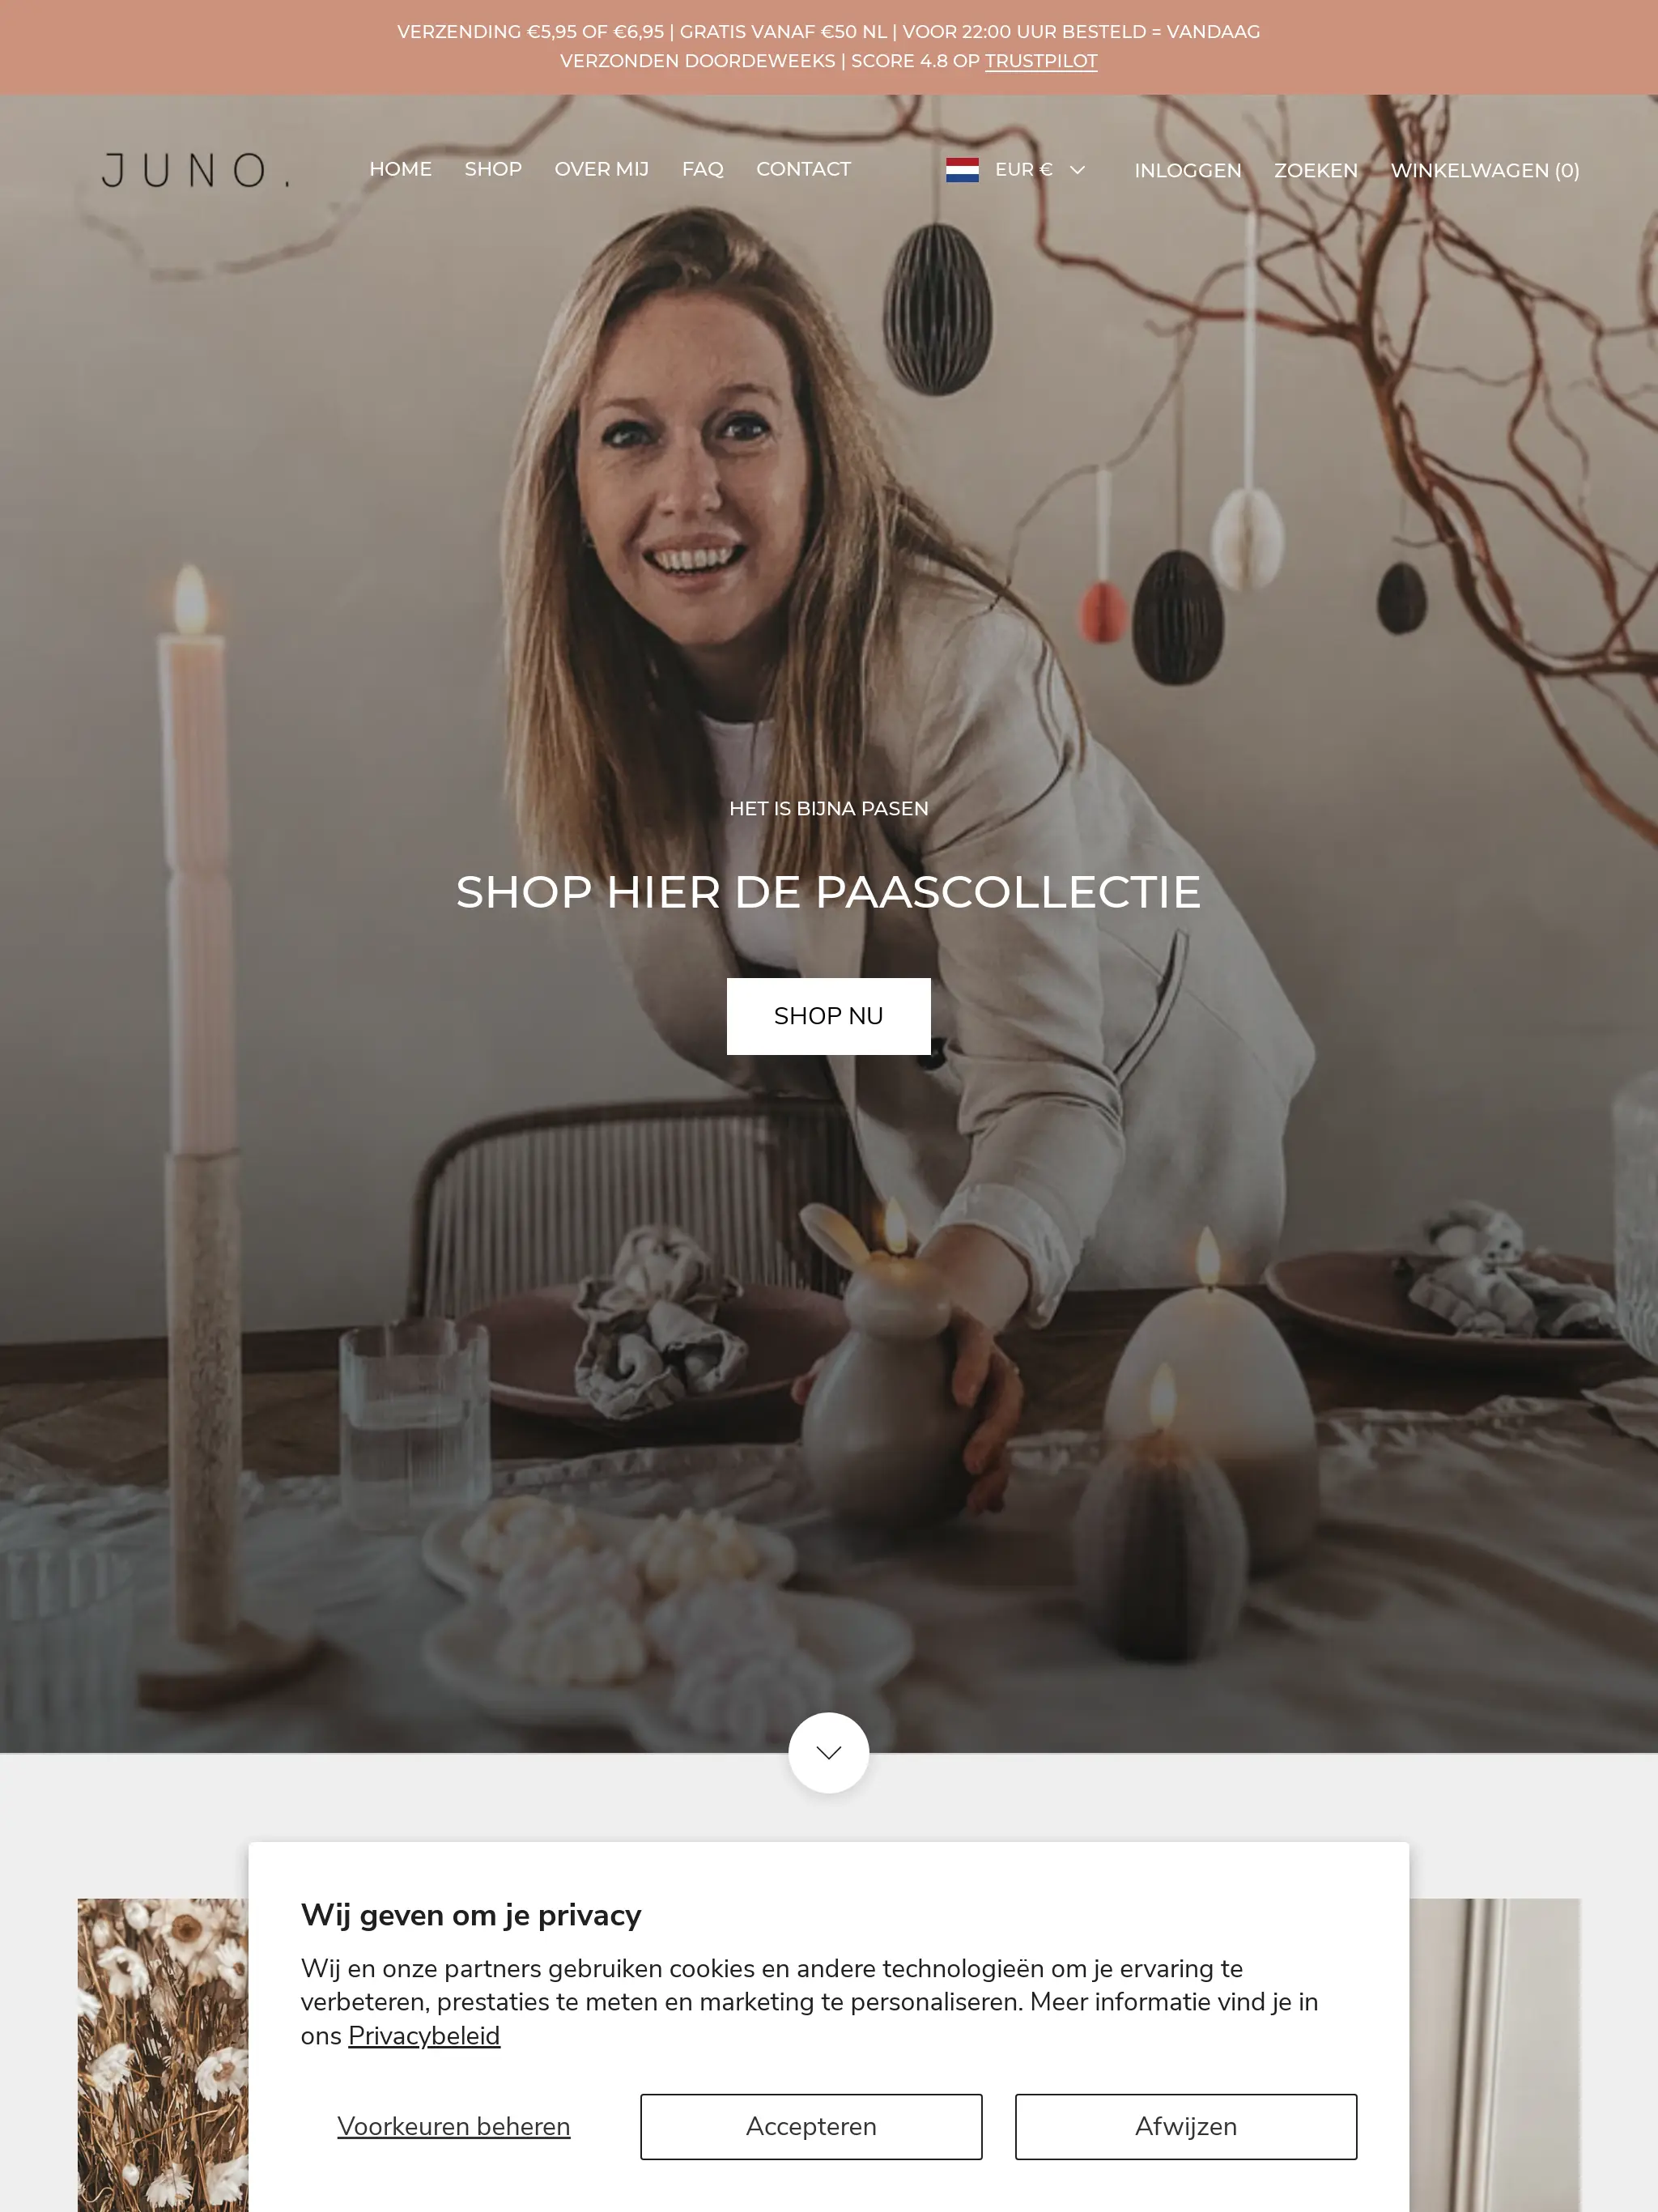 VERZENDING €5,95 OF €6,95 | GRATIS VANAF €50 NL | VOOR 22:00 UUR BESTELD = VANDAAG
VERZONDEN DOORDEWEEKS | SCORE 4.8 OP TRUSTPILOT
JUNO.
HOME SHOP OVER MIJ FAQ CONTACT EUR € INLOGGEN ZOEKEN WINKELWAGEN (0)
HET IS BIJNA PASEN
SHOP HIER DE PAASCOLLECTIE
SHOP NU
Wij geven om je privacy
Wij en onze partners gebruiken cookies en andere technologieën om je ervaring te
verbeteren, prestaties te meten en marketing te personaliseren. Meer informatie vind je in
ons Privacybeleid
Voorkeuren beheren Accepteren Afwijzen